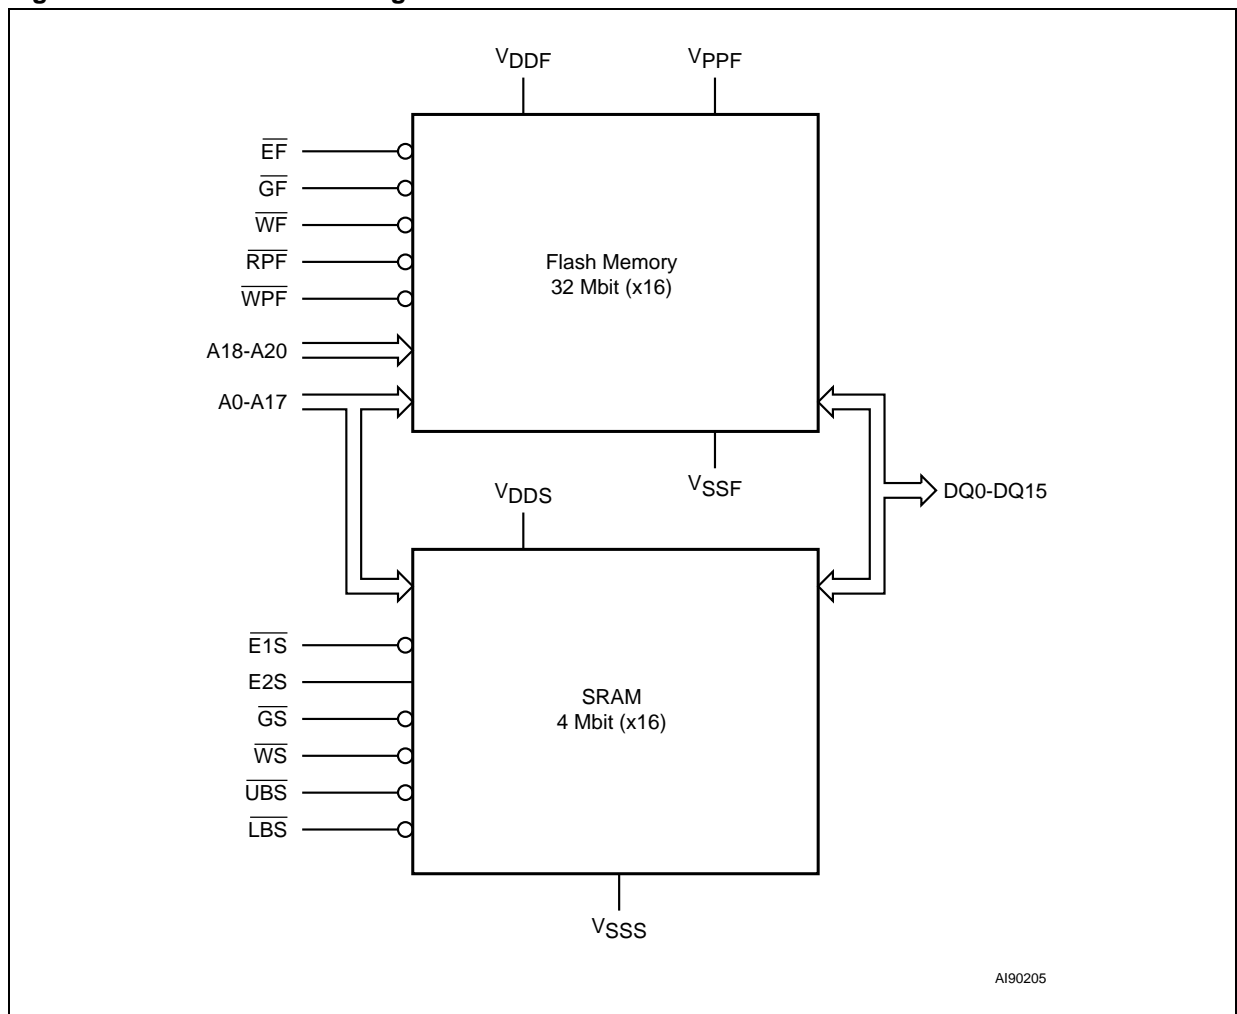 VDDF VPPF
EF
GF
WF
RPF
WPF
Flash Memory
32 Mbit (x16)
A18-A20
A0-A17
VSSF
VDDS
DQ0-DQ15
E1S
E2S
GS
WS
UBS
LBS
SRAM
4 Mbit (x16)
VSSS
AI90205